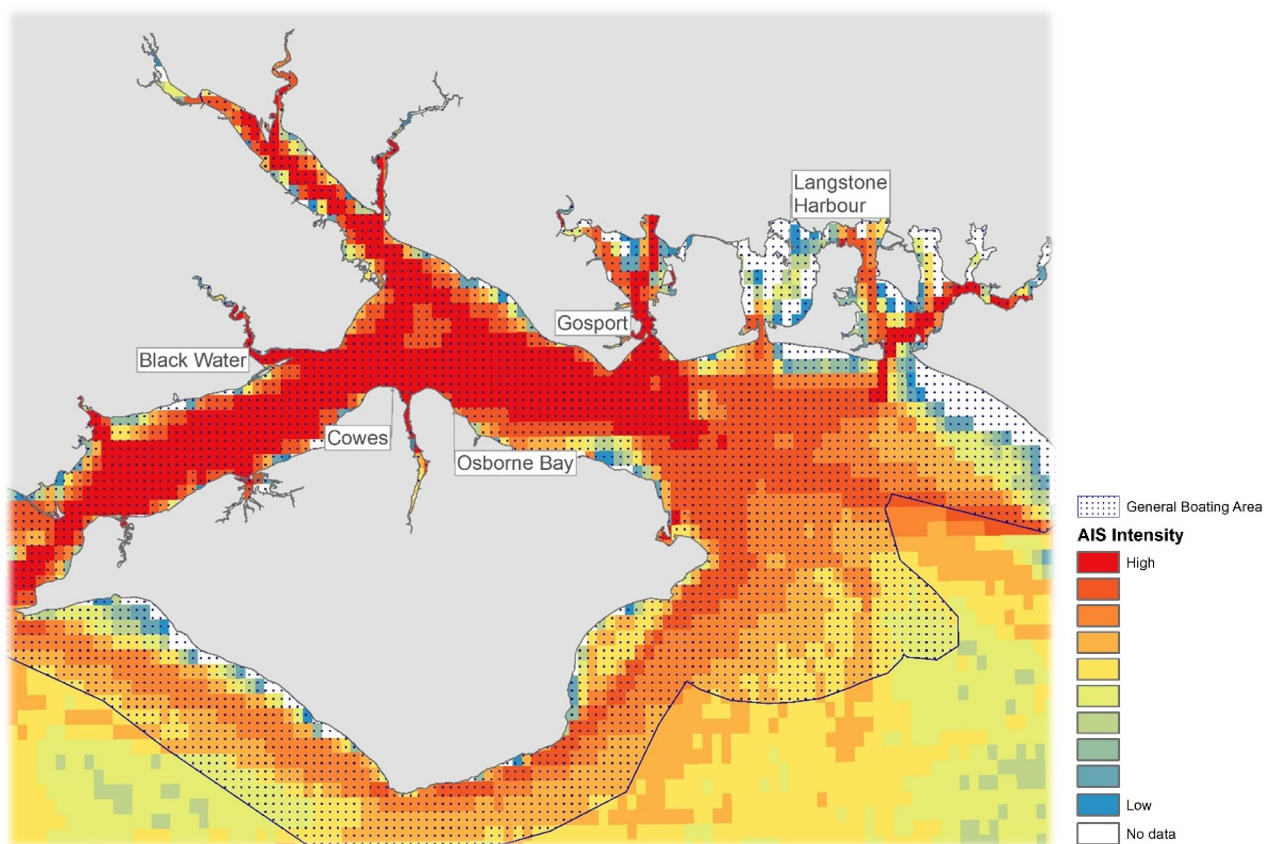 Langstone
Harbour
Gosport
Black Water
Cowes
Osborne Bay
General Boating Area
AIS Intensity
High
Low
No data